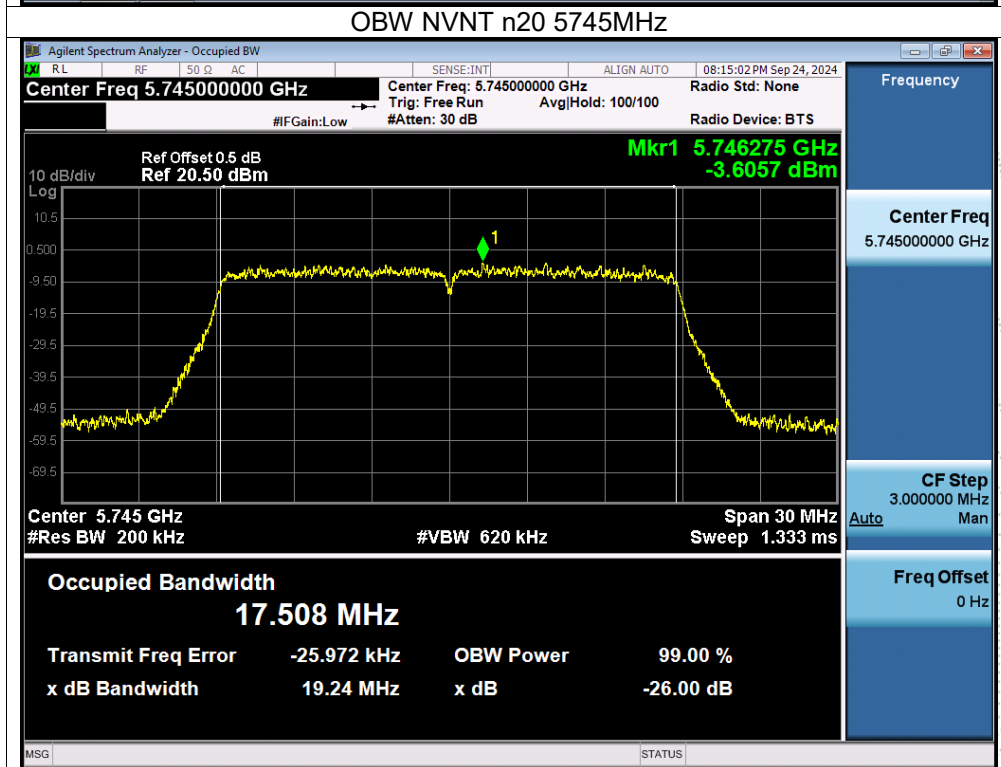 OBW NVNT n20 5745MHz
Agilent Spectrum Analyzer - Occupied BW
LXI RL RF 50 Ω AC SENSE:INT ALIGN AUTO 08:15:02 PM Sep 24, 2024
Center Freq 5.745000000 GHz
Center Freq: 5.745000000 GHz Radio Std: None
Trig: Free Run Avg|Hold: 100/100
#IFGain:Low #Atten: 30 dB Radio Device: BTS
Frequency
Mkr1 5.746275 GHz
-3.6057 dBm
Ref Offset 0.5 dB
10 dB/div Ref 20.50 dBm
Log
10.5
0.500
-9.50
-19.5
-29.5
-39.5
-49.5
-59.5
-69.5
1
Center Freq
5.745000000 GHz
Center 5.745 GHz Span 30 MHz
#Res BW 200 kHz #VBW 620 kHz Sweep 1.333 ms
CF Step
3.000000 MHz
Auto Man
Occupied Bandwidth
17.508 MHz
Transmit Freq Error -25.972 kHz OBW Power 99.00 %
x dB Bandwidth 19.24 MHz x dB -26.00 dB
Freq Offset
0 Hz
MSG STATUS